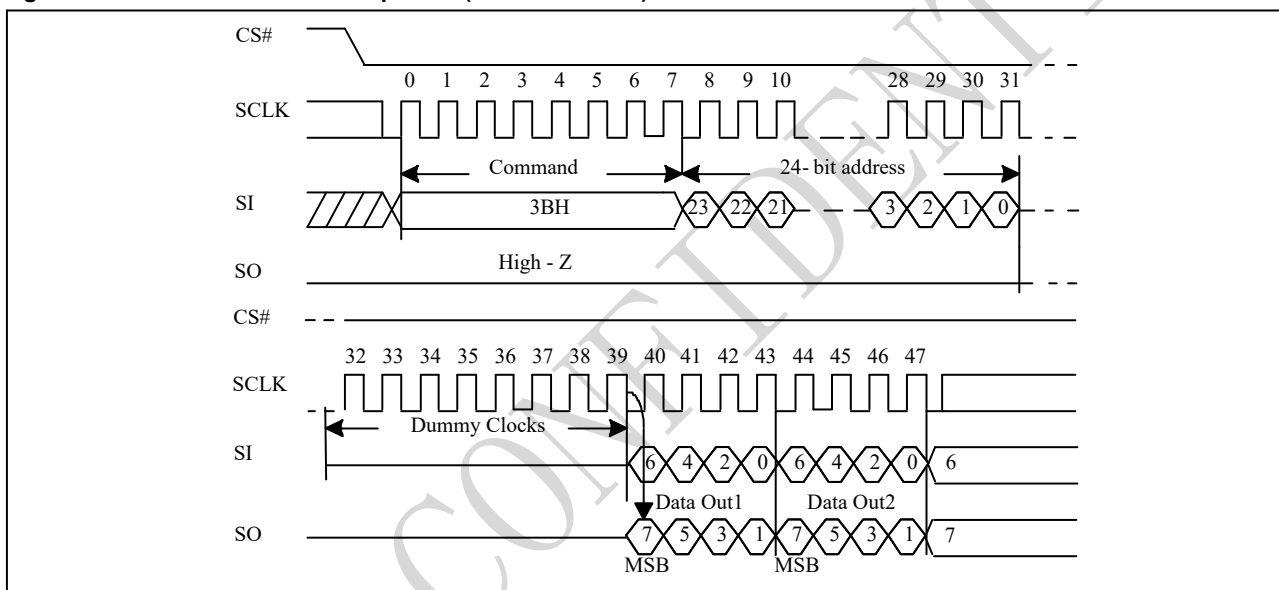 CS#
0 1 2 3 4 5 6 7 8 9 10 28 29 30 31
SCLK
Command 24- bit address
SI 3BH 23 22 21 3 2 1 0
High - Z
SO
CS#
32 33 34 35 36 37 38 39 40 41 42 43 44 45 46 47
SCLK
Dummy Clocks
SI 6 4 2 0 6 4 2 0 6
Data Out1 Data Out2
SO 7 5 3 1 7 5 3 1 7
MSB MSB